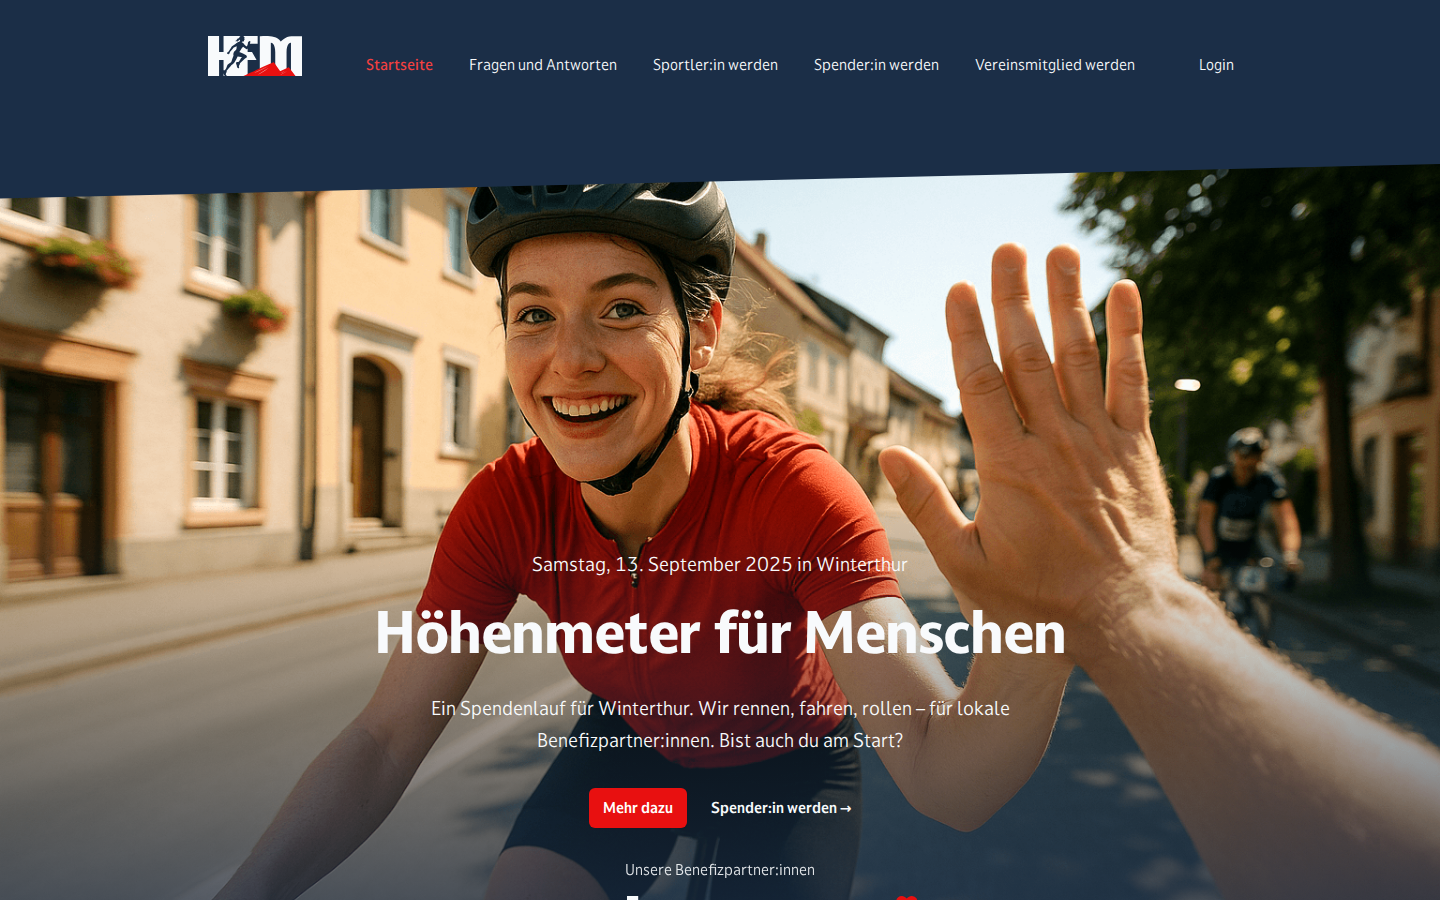 HFM
Startseite
Fragen und Antworten
Sportler:in werden
Spender:in werden
Vereinsmitglied werden
Login
Samstag, 13. September 2025 in Winterthur
Höhenmeter für Menschen
Ein Spendenlauf für Winterthur. Wir rennen, fahren, rollen – für lokale
Benefizpartner:innen. Bist auch du am Start?
Mehr dazu
Spender:in werden →
Unsere Benefizpartner:innen